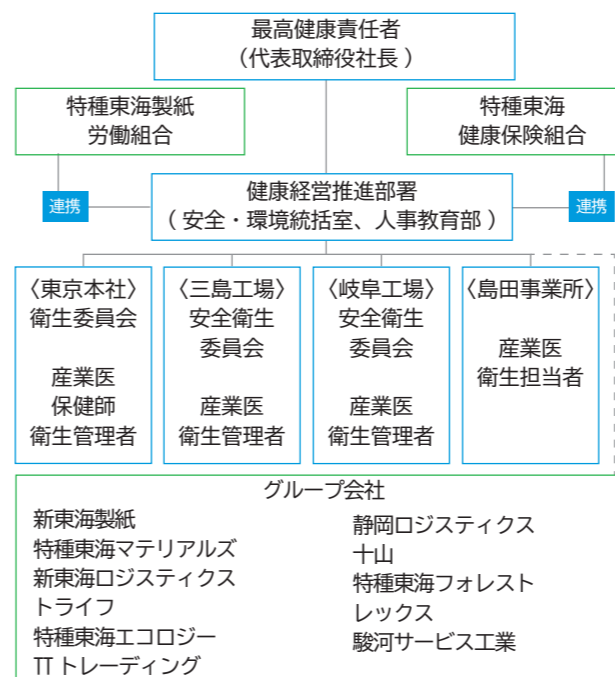 最高健康責任者
（代表取締役社長）
特種東海製紙
労働組合
特種東海
健康保険組合
連携
健康経営推進部署
（安全・環境統括室、人事教育部）
連携
〈東京本社〉
衛生委員会
産業医
保健師
衛生管理者
〈三島工場〉
安全衛生
委員会
産業医
衛生管理者
〈岐阜工場〉
安全衛生
委員会
産業医
衛生管理者
〈島田事業所〉
産業医
衛生担当者
グループ会社
新東海製紙
特種東海マテリアルズ
新東海ロジスティクス
トライフ
特種東海エコロジー
TTトレーディング
静岡ロジスティクス
十山
特種東海フォレスト
レックス
駿河サービス工業